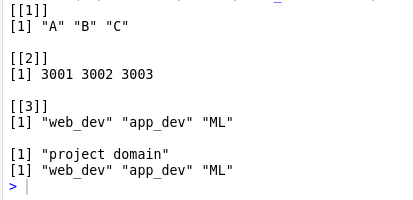 [[1]]
[1] "A" "B" "C"
[[2]]
[1] 3001 3002 3003
[[3]]
[1] "web_dev" "app_dev" "ML"
[1] "project domain"
[1] "web_dev" "app_dev" "ML"
>